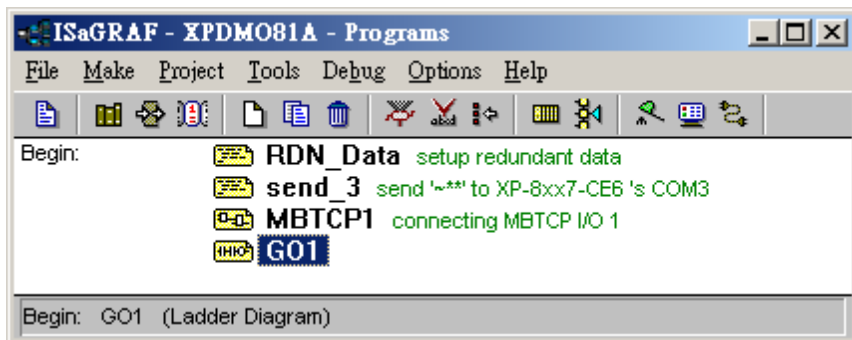 ISaGRAF - XPDMO81A - Programs
File Make Project Tools Debug Options Help
Begin: RDN_Data setup redundant data
send_3 send '~**' to XP-8xx7-CE6 's COM3
MBTCP1 connecting MBTCP I/O 1
GO1
Begin: GO1 (Ladder Diagram)